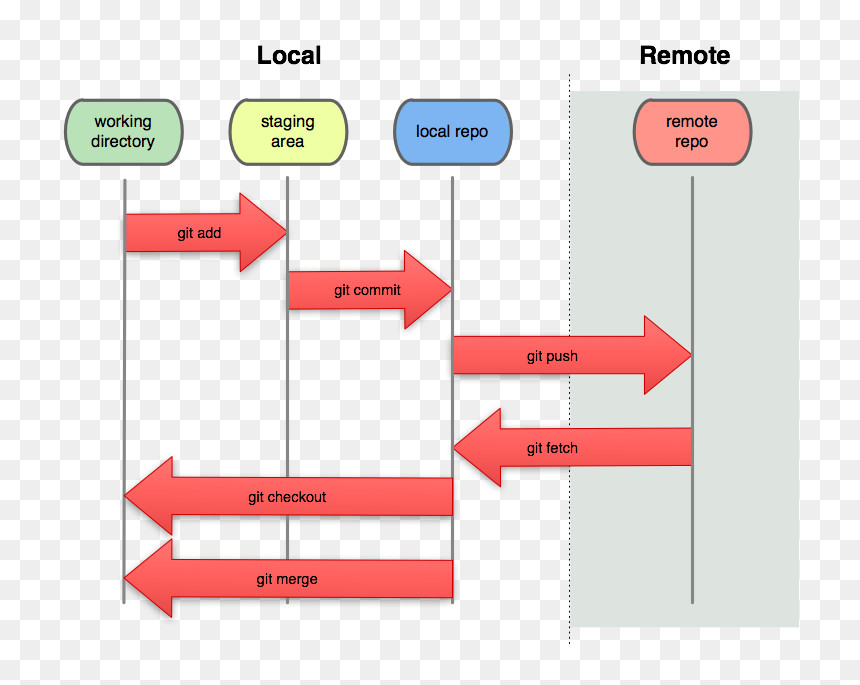 Local
Remote
working
directory
staging
area
local repo
remote
repo
git add
git commit
git push
git fetch
git checkout
git merge